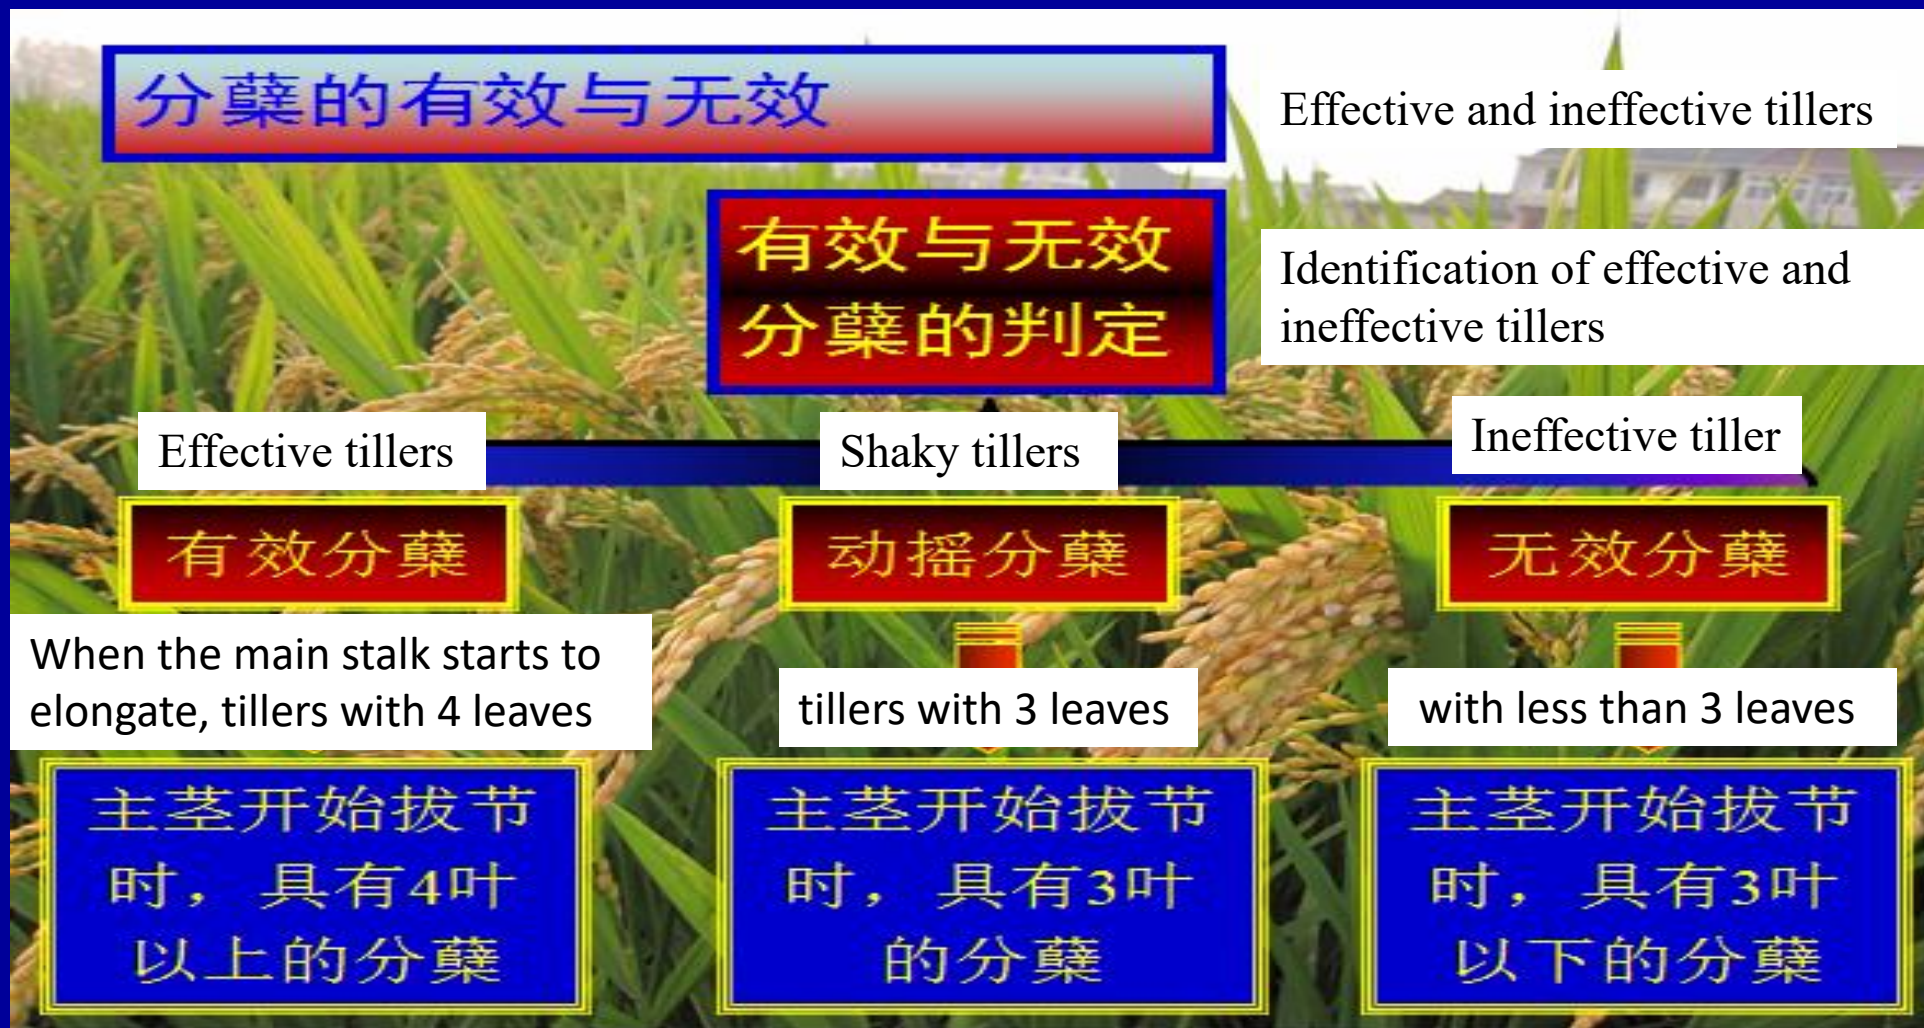 分蘖的有效与无效
Effective and ineffective tillers
有效与无效
分蘖的判定
Identification of effective and
ineffective tillers
Effective tillers
Shaky tillers
Ineffective tiller
有效分蘖
动摇分蘖
无效分蘖
When the main stalk starts to
elongate, tillers with 4 leaves
tillers with 3 leaves
with less than 3 leaves
主茎开始拔节
时，具有4叶
以上的分蘖
主茎开始拔节
时，具有3叶
的分蘖
主茎开始拔节
时，具有3叶
以下的分蘖